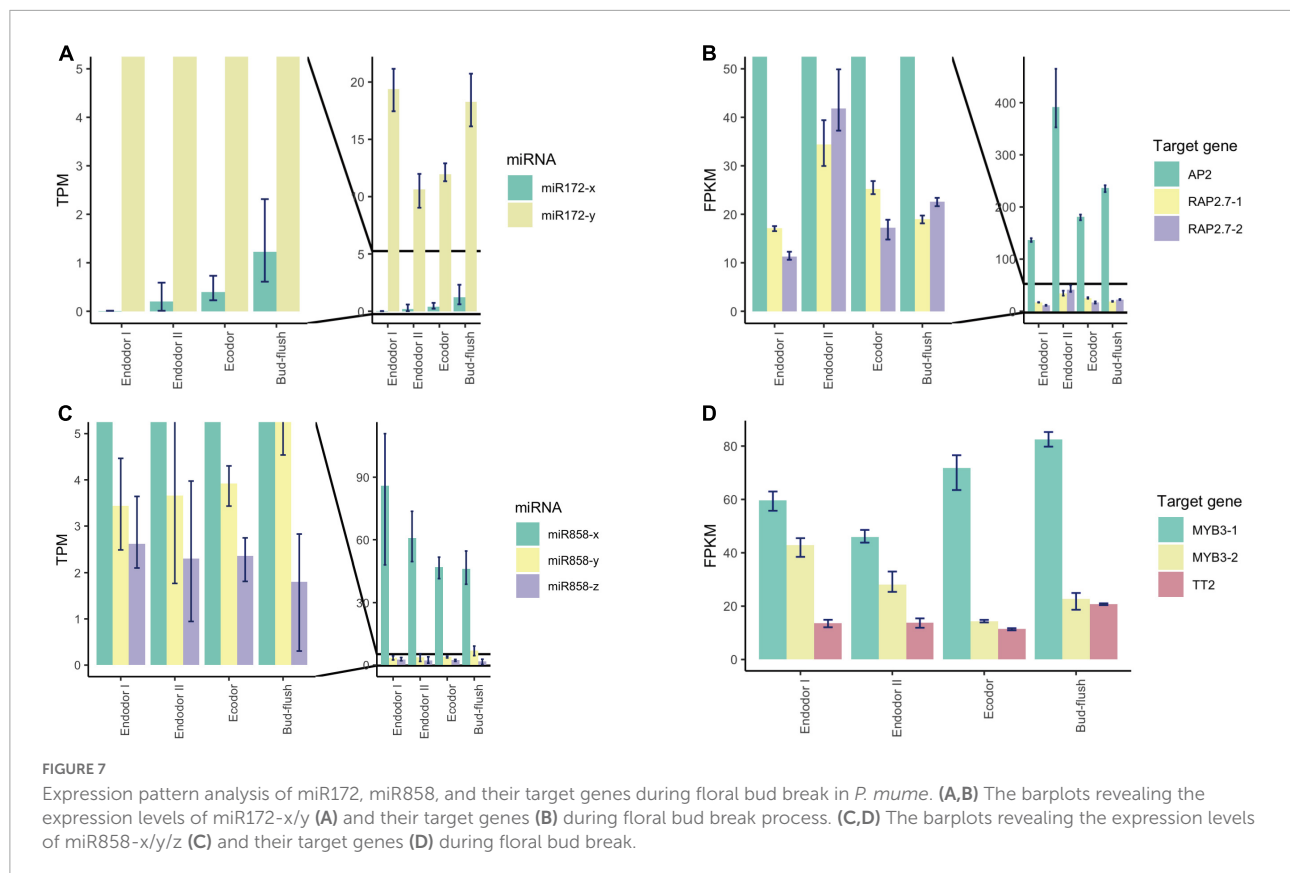 A
TPM
5
4
3
2
1
0
Endodor I
Endodor II
Ecodor
Bud-flush
20
15
10
5
0
Endodor I
Endodor II
Ecodor
Bud-flush
miRNA
miR172-x
miR172-y
B
FPKM
50
40
30
20
10
0
Endodor I
Endodor II
Ecodor
Bud-flush
400
300
200
100
0
Endodor I
Endodor II
Ecodor
Bud-flush
Target gene
AP2
RAP2.7-1
RAP2.7-2
C
TPM
5
4
3
2
1
0
Endodor I
Endodor II
Ecodor
Bud-flush
90
60
30
0
Endodor I
Endodor II
Ecodor
Bud-flush
miRNA
miR858-x
miR858-y
miR858-z
D
FPKM
80
60
40
20
0
Endodor I
Endodor II
Ecodor
Bud-flush
Target gene
MYB3-1
MYB3-2
TT2
FIGURE 7
Expression pattern analysis of miR172, miR858, and their target genes during floral bud break in P. mume. (A,B) The barplots revealing the
expression levels of miR172-x/y (A) and their target genes (B) during floral bud break process. (C,D) The barplots revealing the expression levels
of miR858-x/y/z (C) and their target genes (D) during floral bud break.